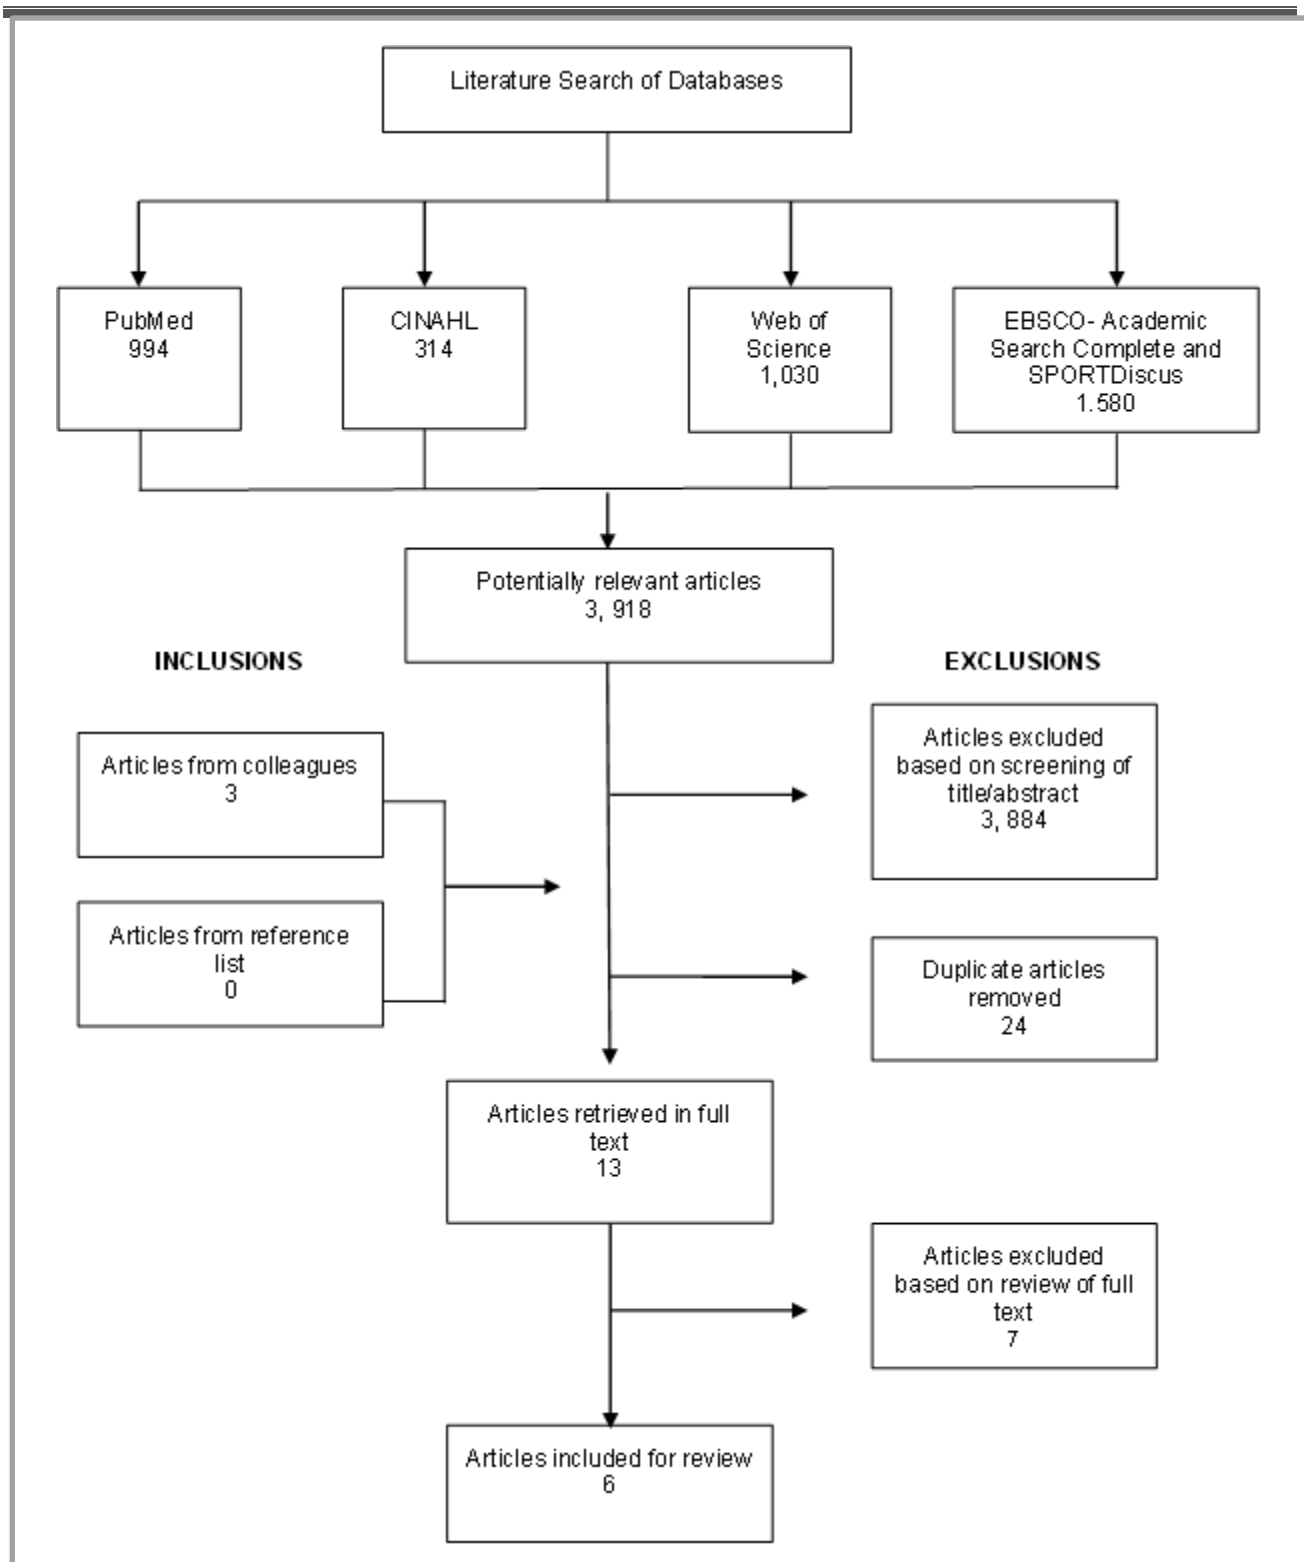 Literature Search of Databases
PubMed
994
CINAHL
314
Web of
Science
1,030
EBSCO- Academic
Search Complete and
SPORTDiscus
1.580
Potentially relevant articles
3, 918
INCLUSIONS
EXCLUSIONS
Articles from colleagues
3
Articles from reference
list
0
Articles excluded
based on screening of
title/abstract
3, 884
Duplicate articles
removed
24
Articles retrieved in full
text
13
Articles excluded
based on review of full
text
7
Articles included for review
6